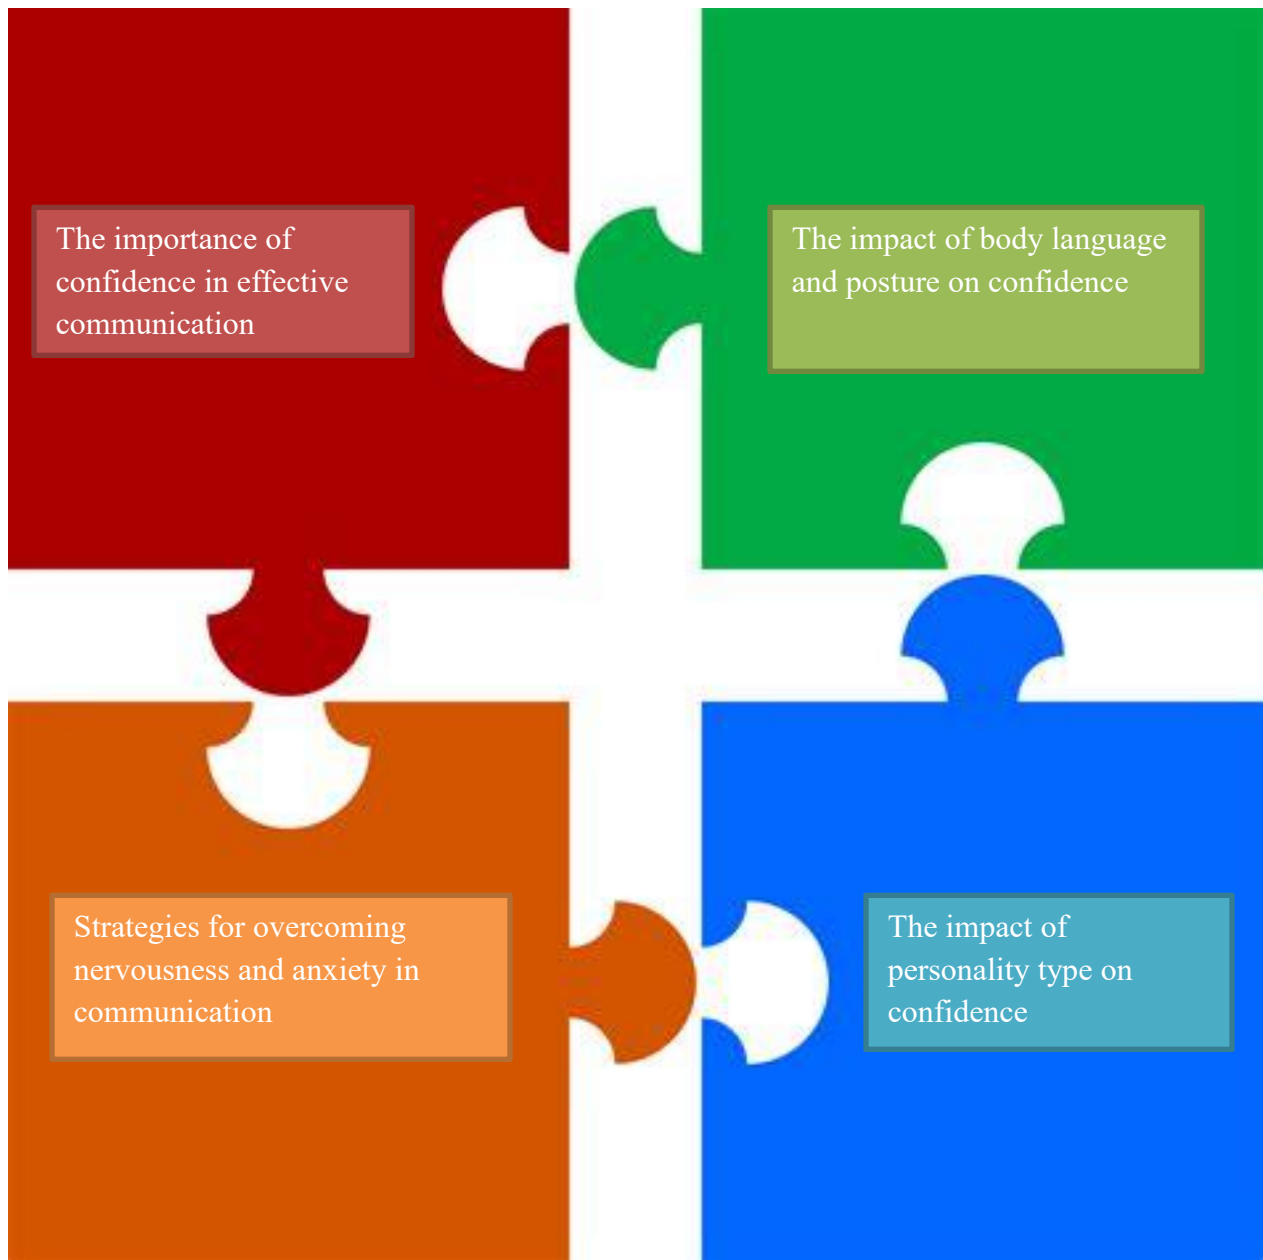 The importance of
confidence in effective
communication
The impact of body language
and posture on confidence
Strategies for overcoming
nervousness and anxiety in
communication
The impact of
personality type on
confidence